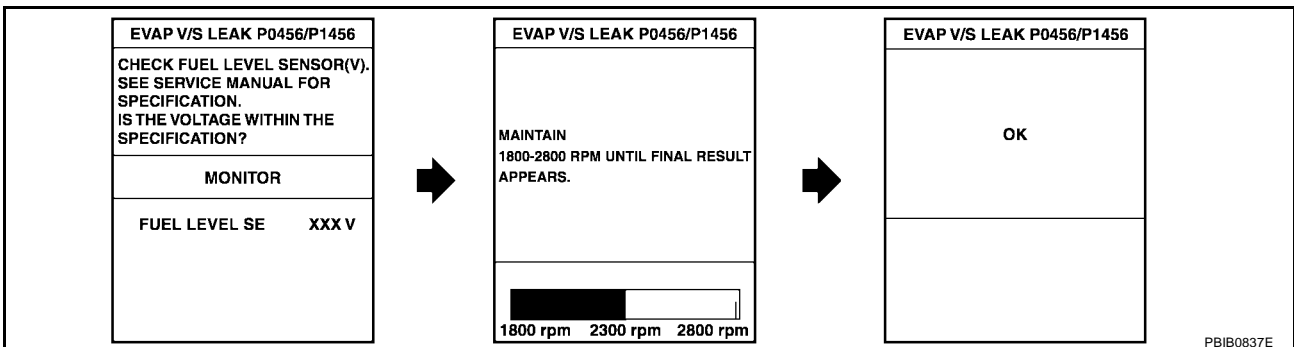 EVAP V/S LEAK P0456/P1456
CHECK FUEL LEVEL SENSOR(V).
SEE SERVICE MANUAL FOR
SPECIFICATION.
IS THE VOLTAGE WITHIN THE
SPECIFICATION?
MONITOR
FUEL LEVEL SE XXX V
EVAP V/S LEAK P0456/P1456
MAINTAIN
1800-2800 RPM UNTIL FINAL RESULT
APPEARS.
1800 rpm 2300 rpm 2800 rpm
EVAP V/S LEAK P0456/P1456
OK
PBIB0837E